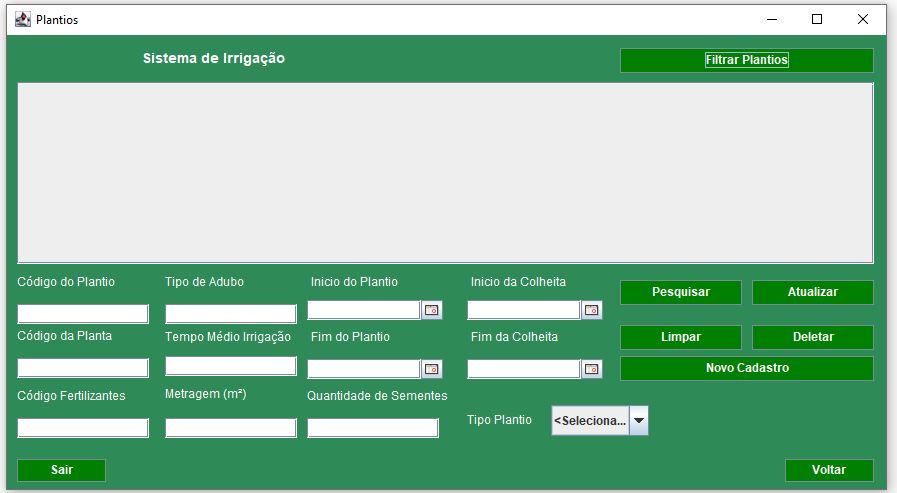 Plantios
Sistema de Irrigação
Filtrar Plantios
Código do Plantio
Tipo de Adubo
Inicio do Plantio
Inicio da Colheita
Pesquisar
Atualizar
Código da Planta
Tempo Médio Irrigação
Fim do Plantio
Fim da Colheita
Limpar
Deletar
Novo Cadastro
Código Fertilizantes
Metragem (m²)
Quantidade de Sementes
Tipo Plantio
<Seleciona...
Sair
Voltar